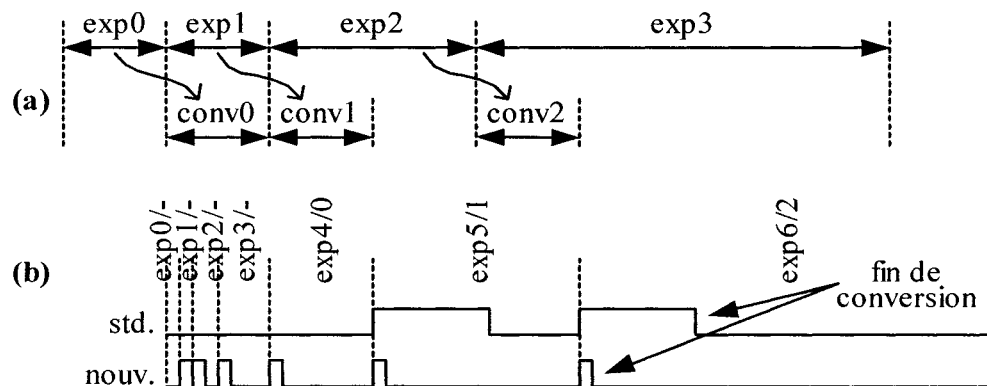 exp0 exp1 exp2 exp3
(a)
conv0 conv1 conv2
exp0/-
exp1/-
exp2/-
exp3/-
exp4/0
exp5/1
exp6/2
(b)
fin de
conversion
std.
nouv.